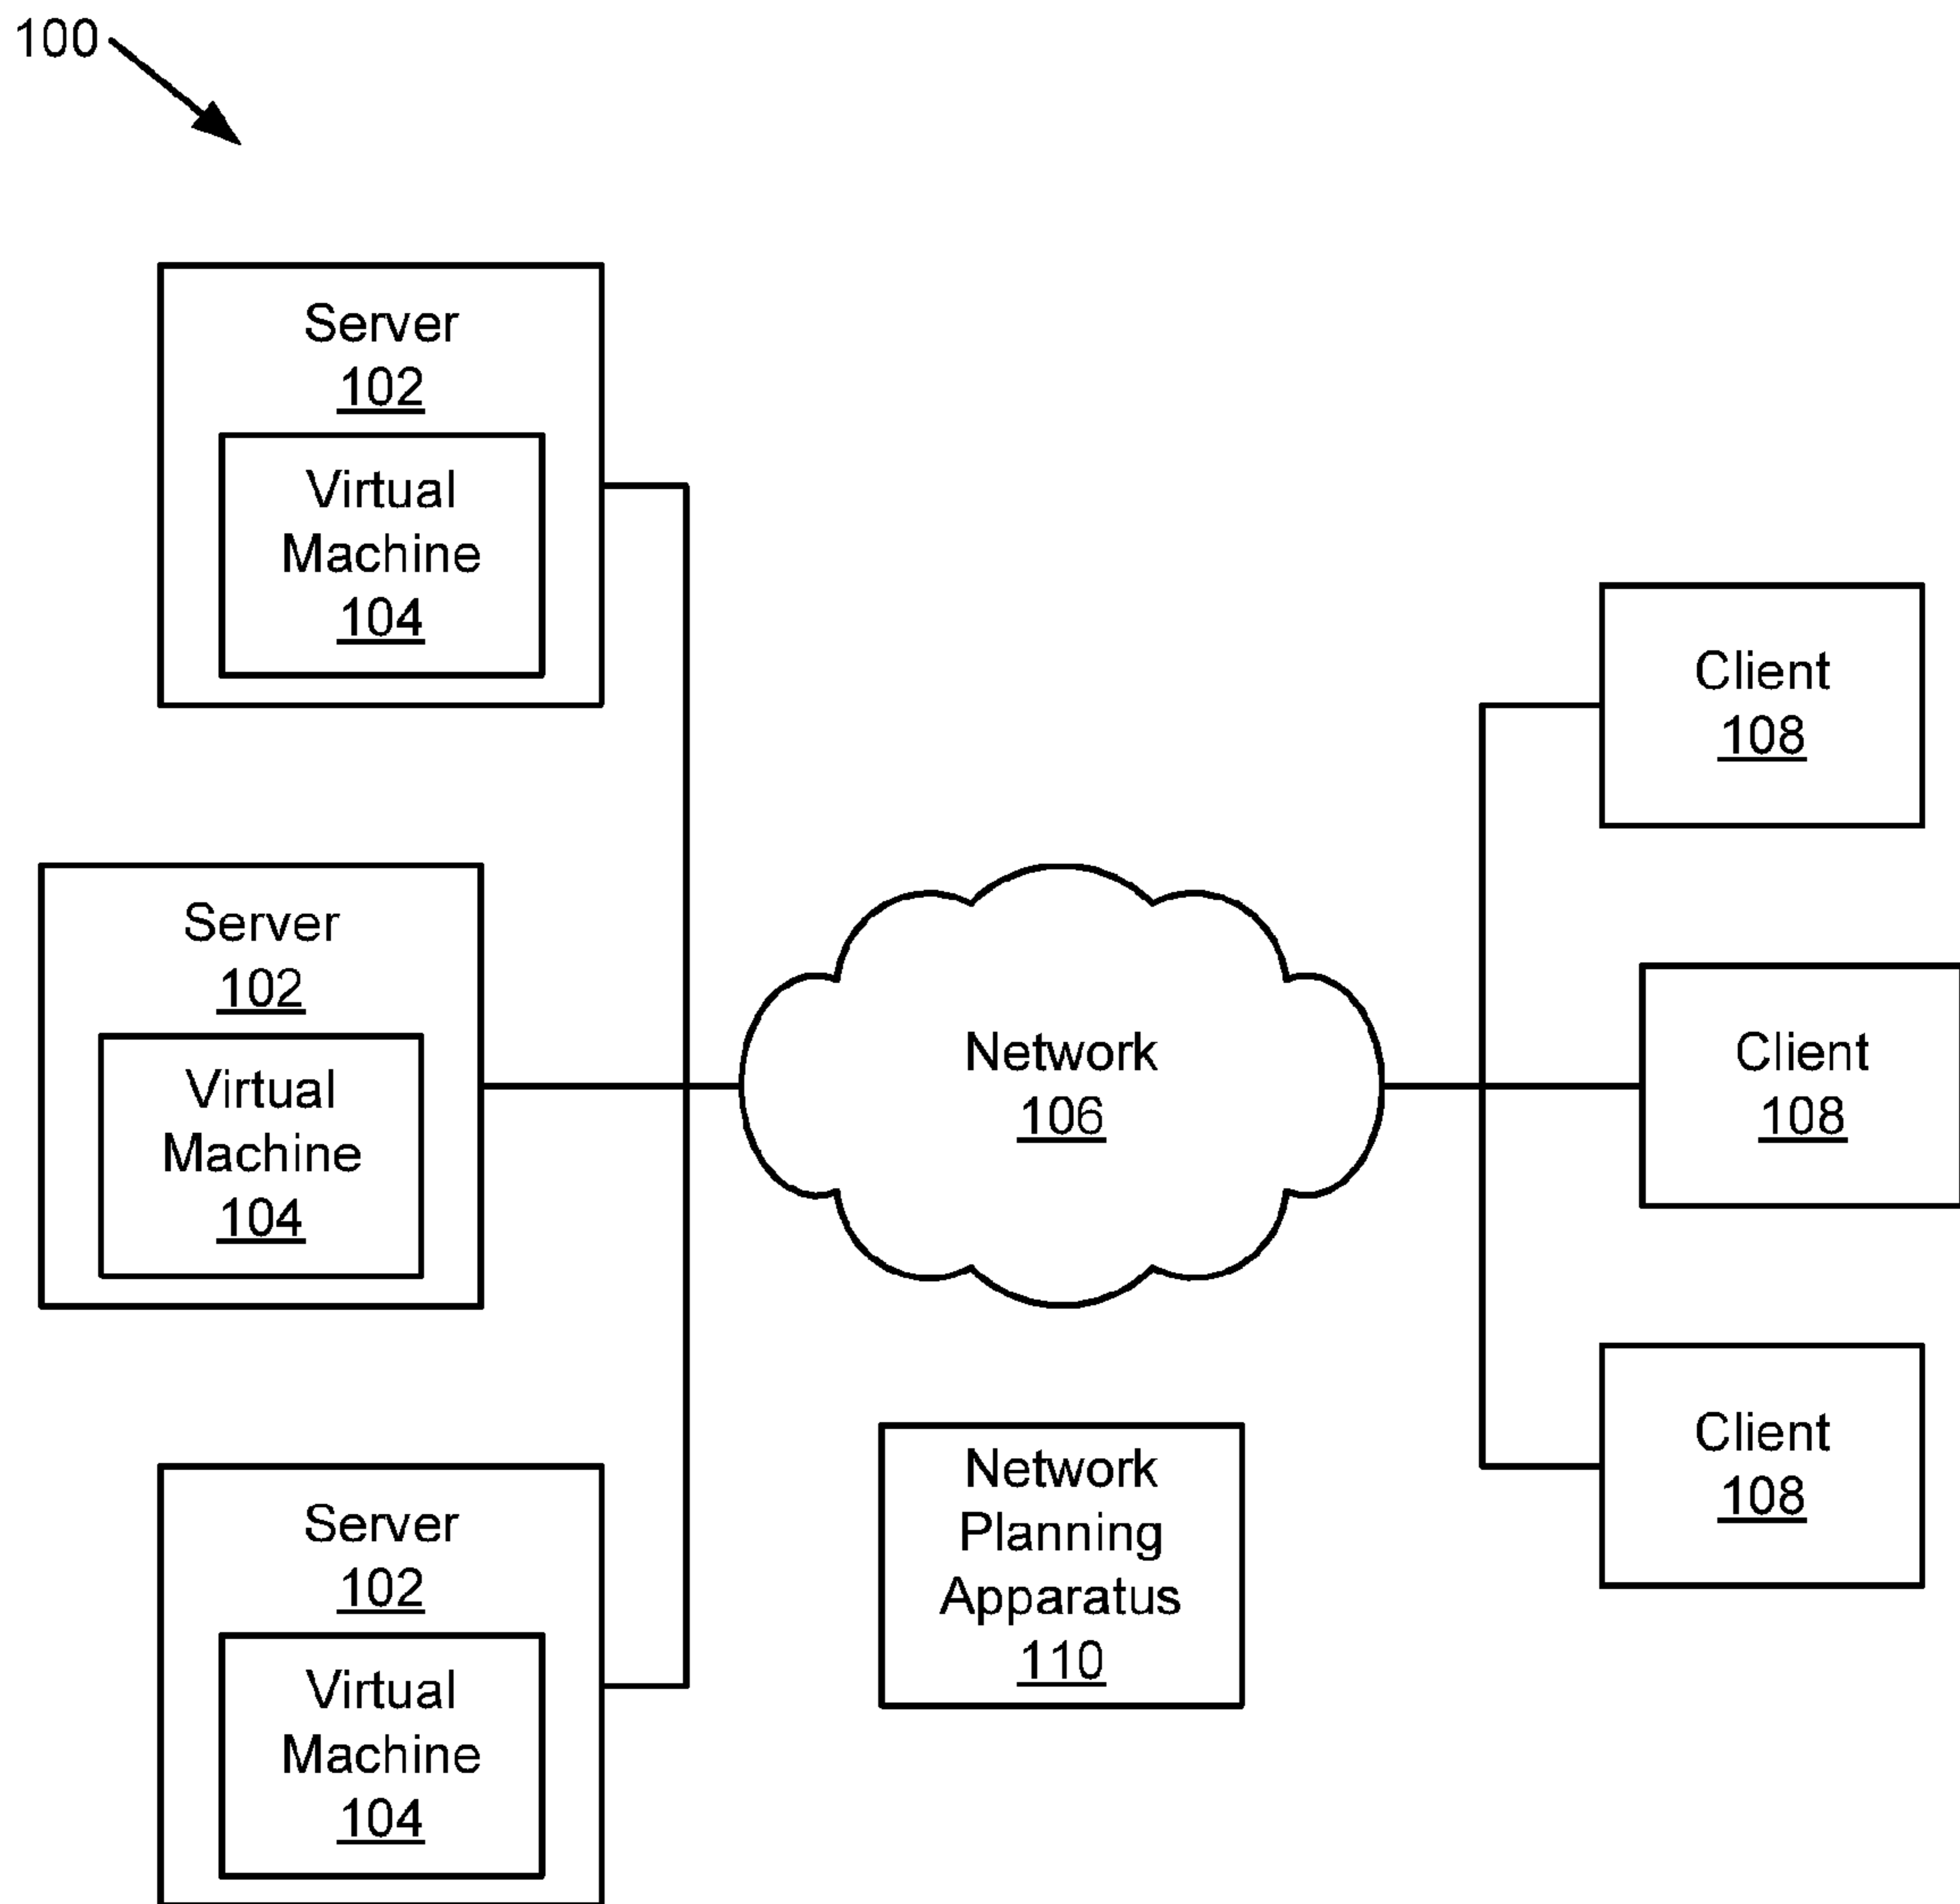 100
Server
102
Virtual
Machine
104
Server
102
Virtual
Machine
104
Server
102
Virtual
Machine
104
Network
106
Network
Planning
Apparatus
110
Client
108
Client
108
Client
108